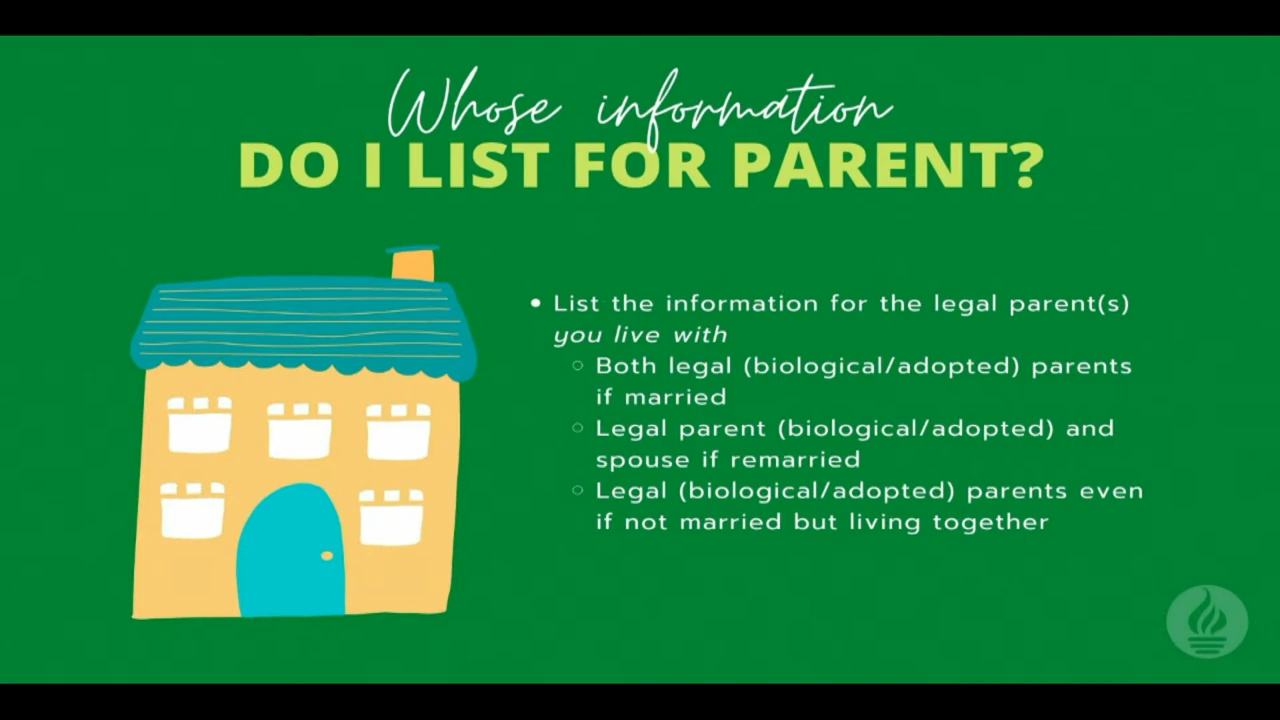 Whose information
DO I LIST FOR PARENT?
• List the information for the legal parent(s)
you live with
○ Both legal (biological/adopted) parents
if married
○ Legal parent (biological/adopted) and
spouse if remarried
○ Legal (biological/adopted) parents even
if not married but living together